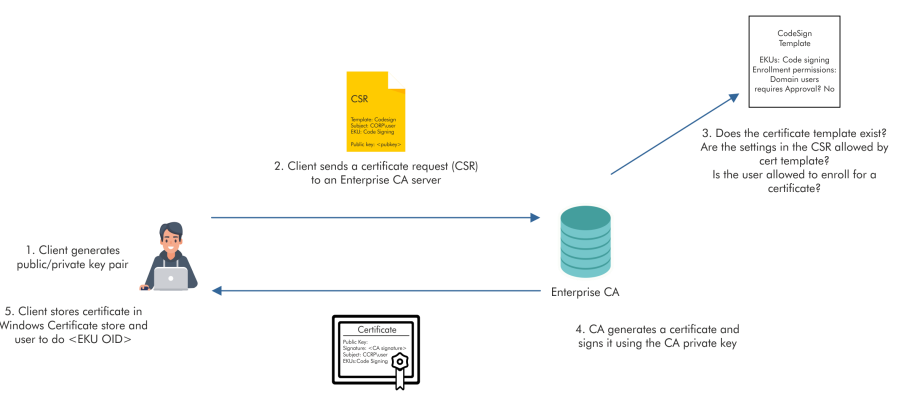 CodeSign
Template
EKUs: Code signing
Enrollment permissions:
Domain users
requires Approval? No
CSR
Template: Codesign
Subject: CORP\user
EKU: Code Signing
Public key: <pubkey>
2. Client sends a certificate request (CSR)
to an Enterprise CA server
3. Does the certificate template exist?
Are the settings in the CSR allowed by
cert template?
Is the user allowed to enroll for a
certificate?
1. Client generates
public/private key pair
Enterprise CA
5. Client stores certificate in
Windows Certificate store and
user to do <EKU OID>
4. CA generates a certificate and
signs it using the CA private key
Certificate
Public Key:
Signature: <CA signature>
Subject: CCRP\user
EKUs:Code Signing